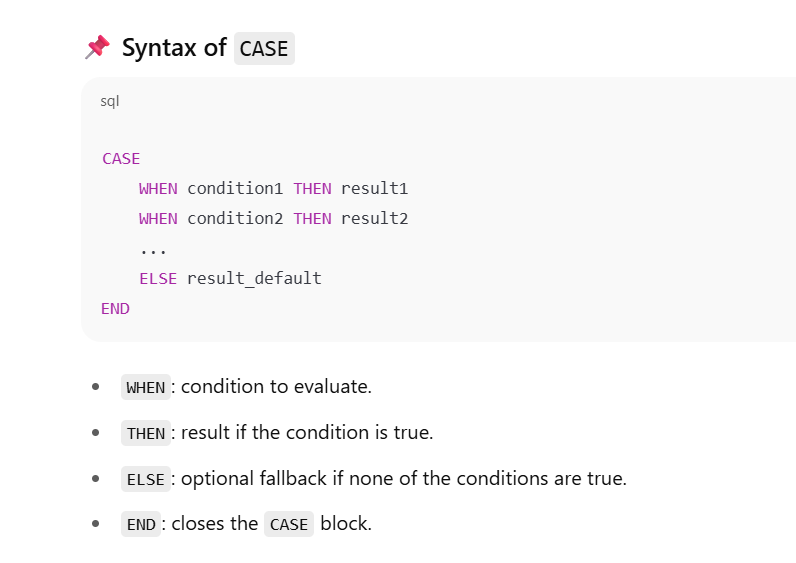 📌 Syntax of CASE
sql
CASE
    WHEN condition1 THEN result1
    WHEN condition2 THEN result2
    ...
    ELSE result_default
END
• WHEN: condition to evaluate.
• THEN: result if the condition is true.
• ELSE: optional fallback if none of the conditions are true.
• END: closes the CASE block.